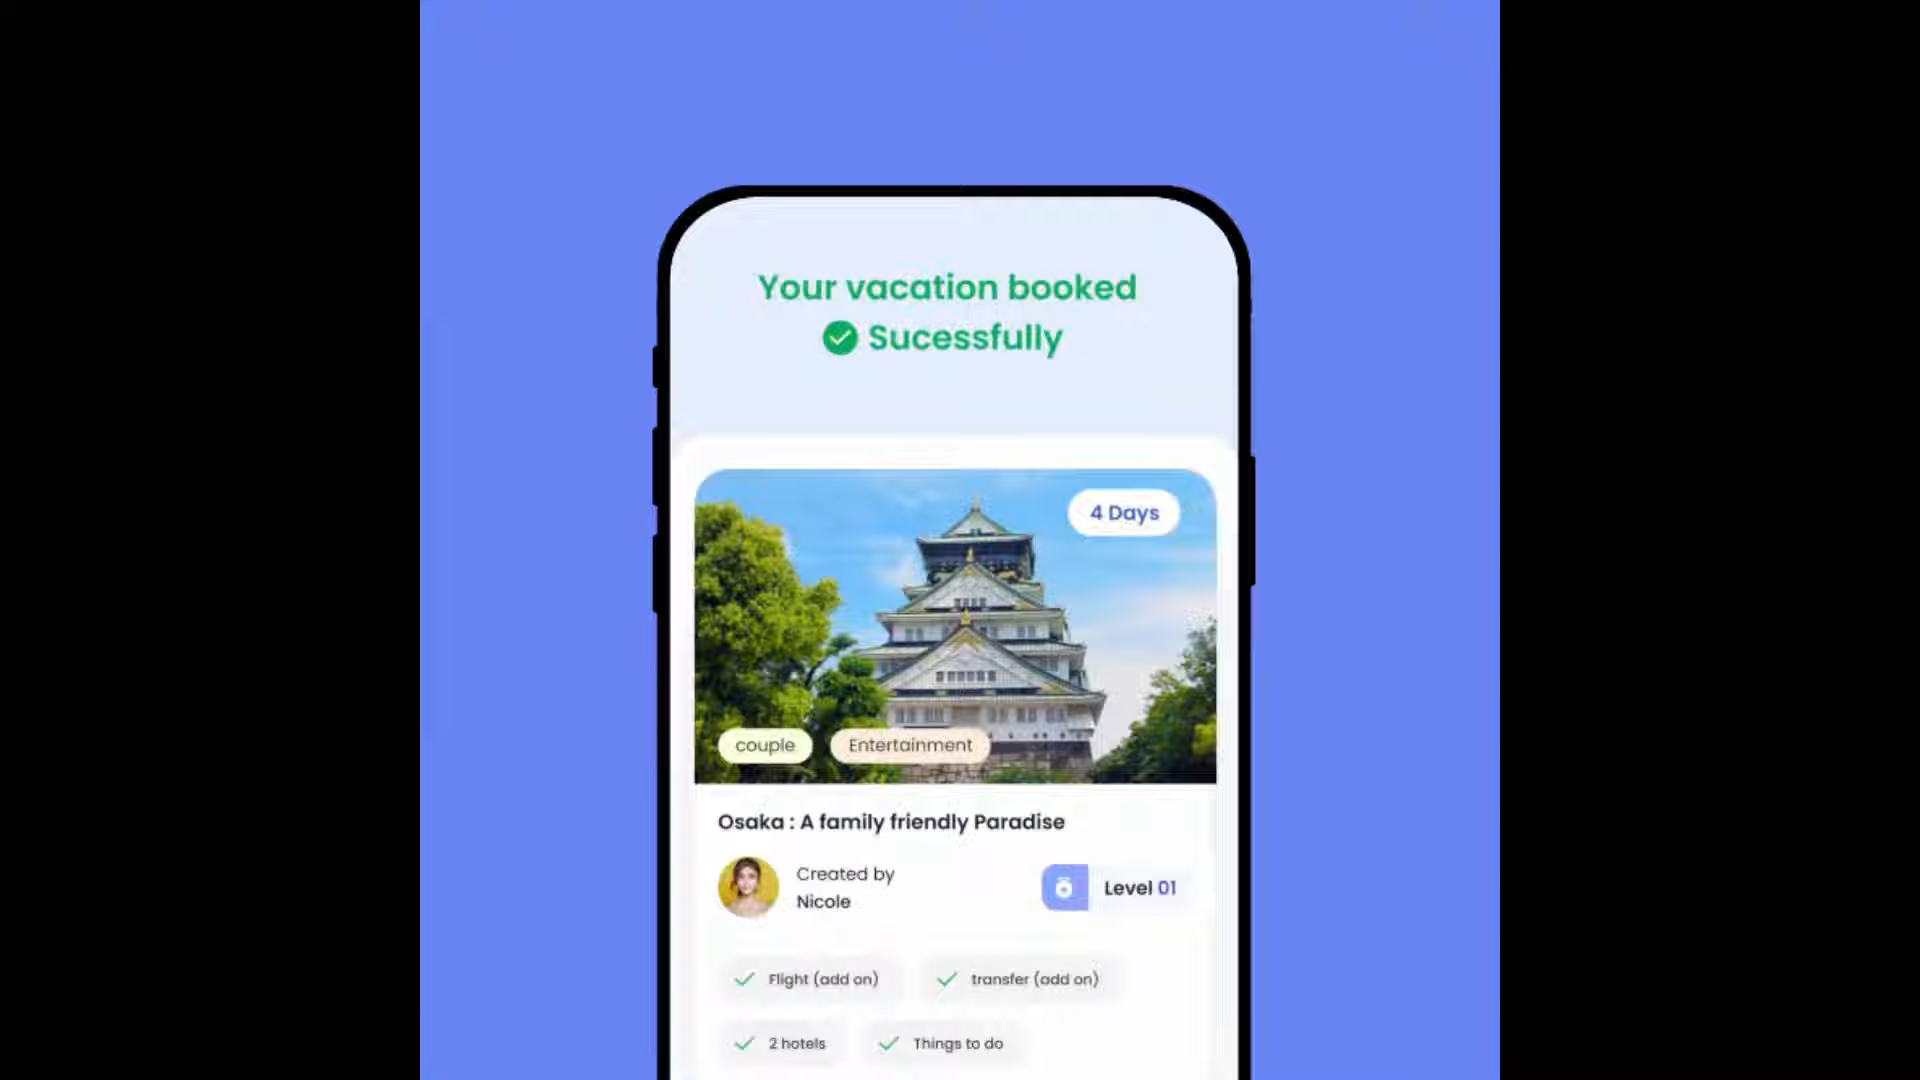 Your vacation booked
Sucessfully
4 Days
couple
Entertainment
Osaka : A family friendly Paradise
Created by
Nicole
Level 01
Flight (add on)
transfer (add on)
2 hotels
Things to do